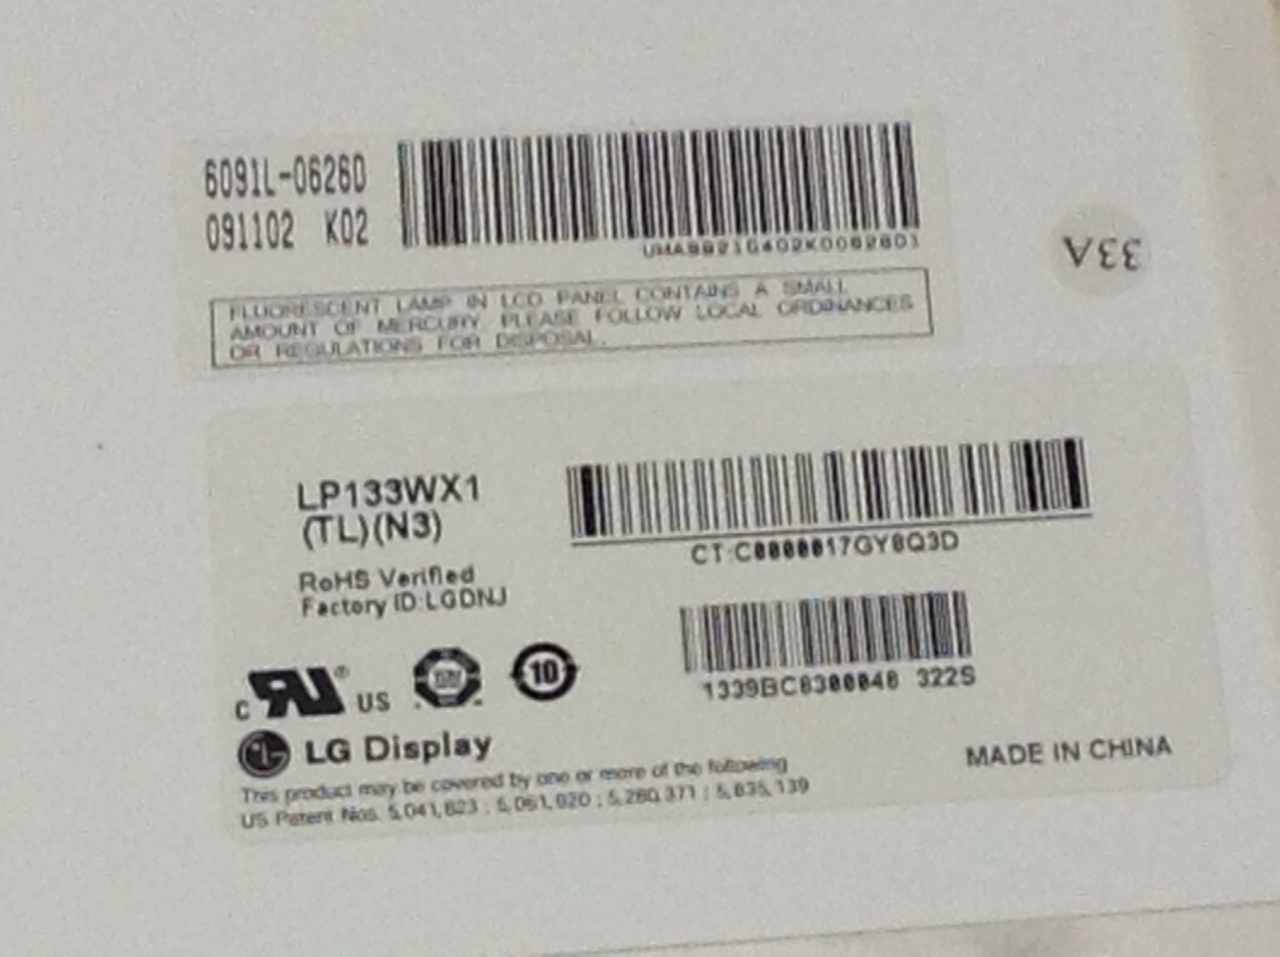 6091L-06260
091102 K02
33A
FLUORESCENT LAMP IN LCD PANEL CONTAINS A SMALL
AMOUNT OF MERCURY. PLEASE FOLLOW LOCAL ORDINANCES
OR REGULATIONS FOR DISPOSAL.
LP133WX1
(TL)(N3)
CT:C0000017GY8Q3D
RoHS Verified
Factory ID:LGDNJ
1339BC8300048 322S
c US ®
10
LG Display
MADE IN CHINA
This product may be covered by one or more of the following
US Patent Nos. 5,041,823 ; 5,061,920 ; 5,280,371 ; 5,835,139